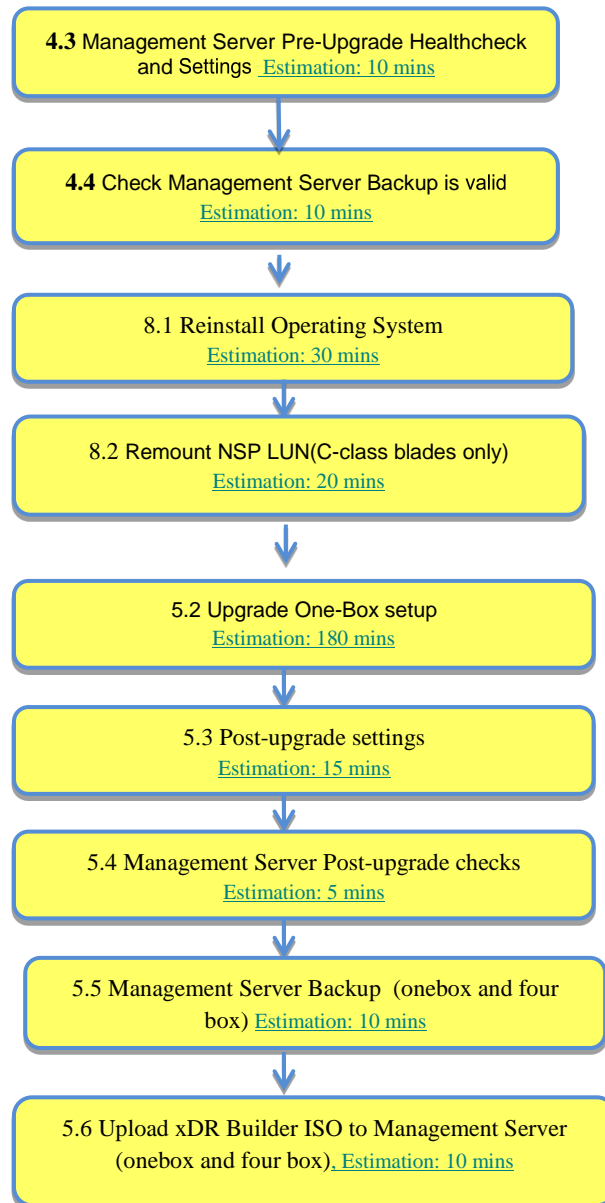 4.3 Management Server Pre-Upgrade Healthcheck
and Settings Estimation: 10 mins
4.4 Check Management Server Backup is valid
Estimation: 10 mins
8.1 Reinstall Operating System
Estimation: 30 mins
8.2 Remount NSP LUN(C-class blades only)
Estimation: 20 mins
5.2 Upgrade One-Box setup
Estimation: 180 mins
5.3 Post-upgrade settings
Estimation: 15 mins
5.4 Management Server Post-upgrade checks
Estimation: 5 mins
5.5 Management Server Backup (onebox and four
box) Estimation: 10 mins
5.6 Upload xDR Builder ISO to Management Server
(onebox and four box), Estimation: 10 mins